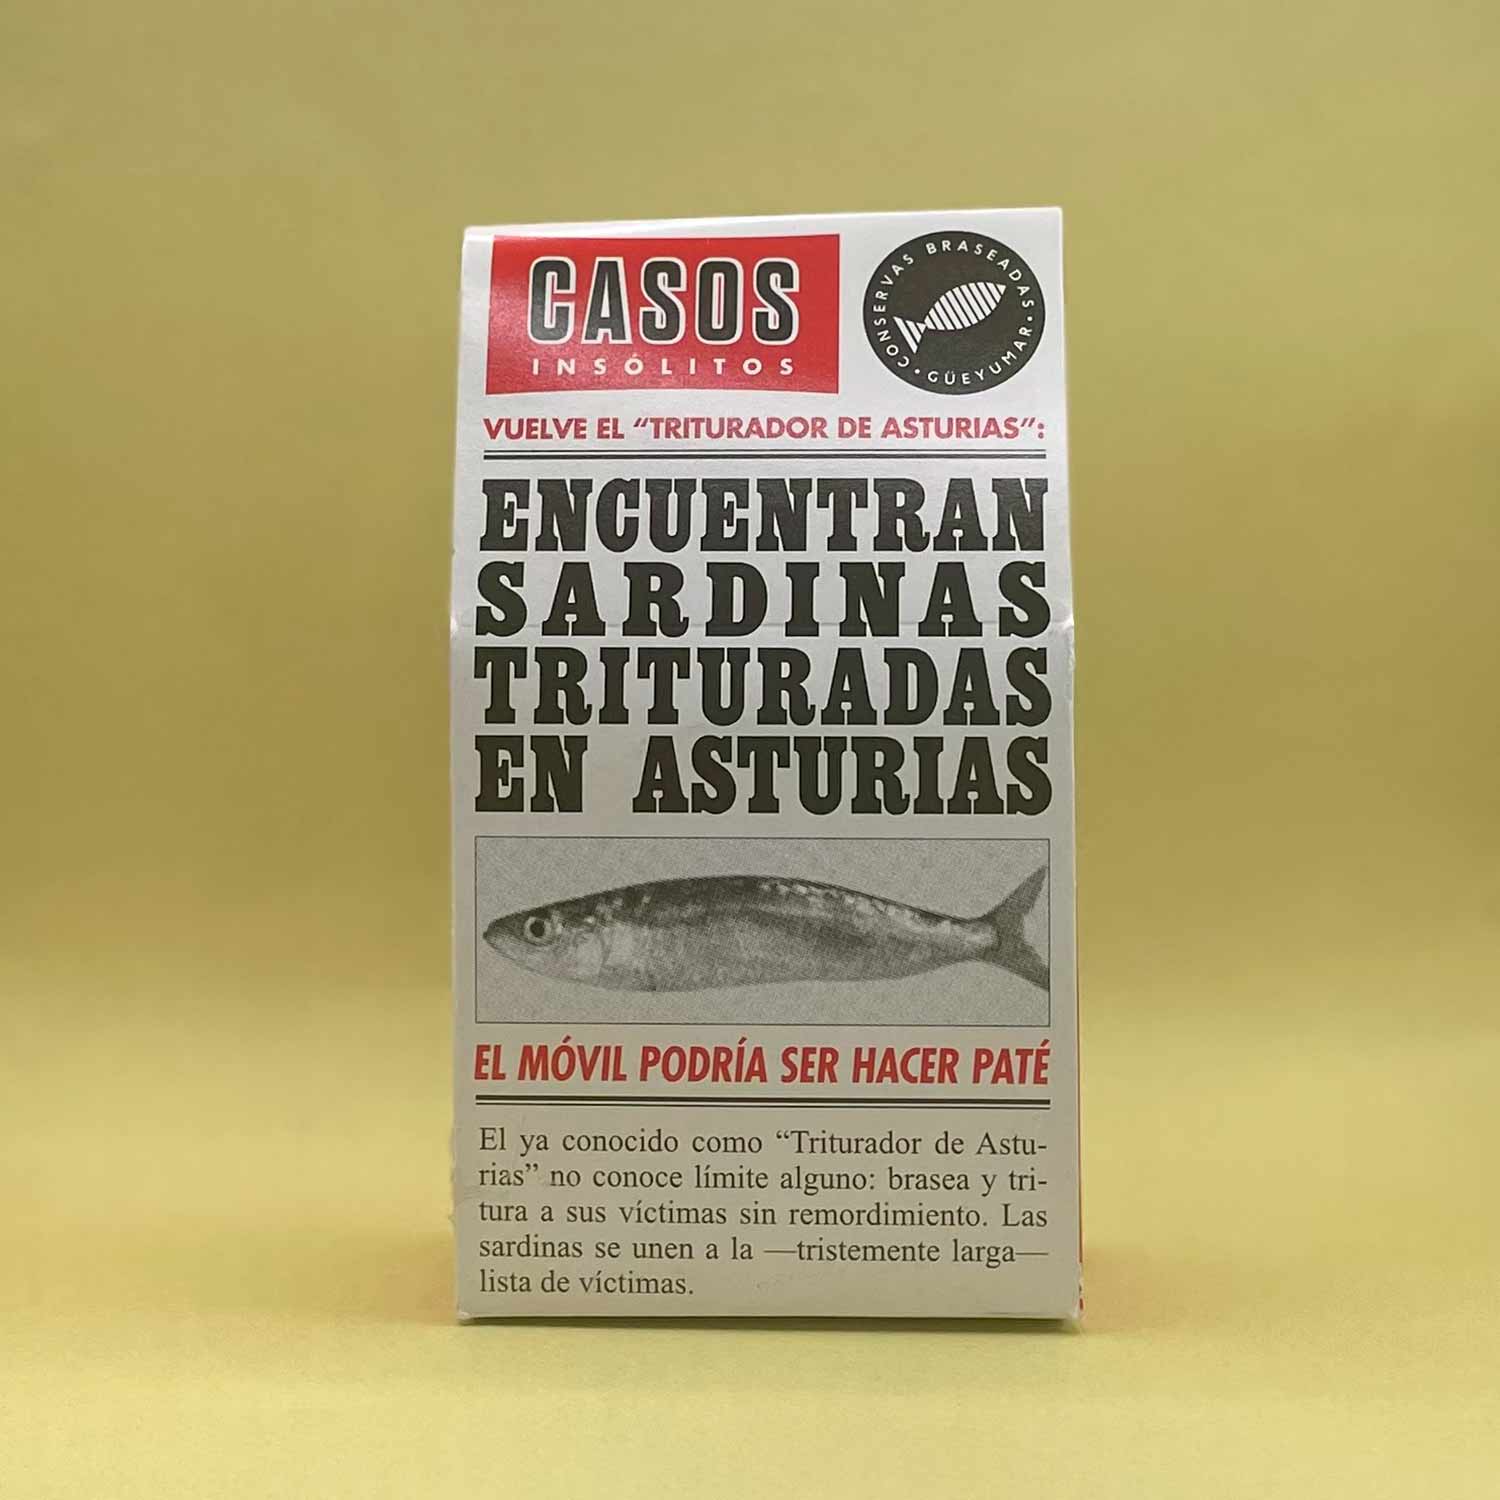 CASOS
INSÓLITOS
CONSERVAS BRASEADAS · GÜEYUMAR ·
VUELVE EL “TRITURADOR DE ASTURIAS”:
ENCUENTRAN
SARDINAS
TRITURADAS
EN ASTURIAS
EL MÓVIL PODRÍA SER HACER PATÉ
El ya conocido como “Triturador de Astu-
rias” no conoce límite alguno: brasea y tri-
tura a sus víctimas sin remordimiento. Las
sardinas se unen a la —tristemente larga—
lista de víctimas.